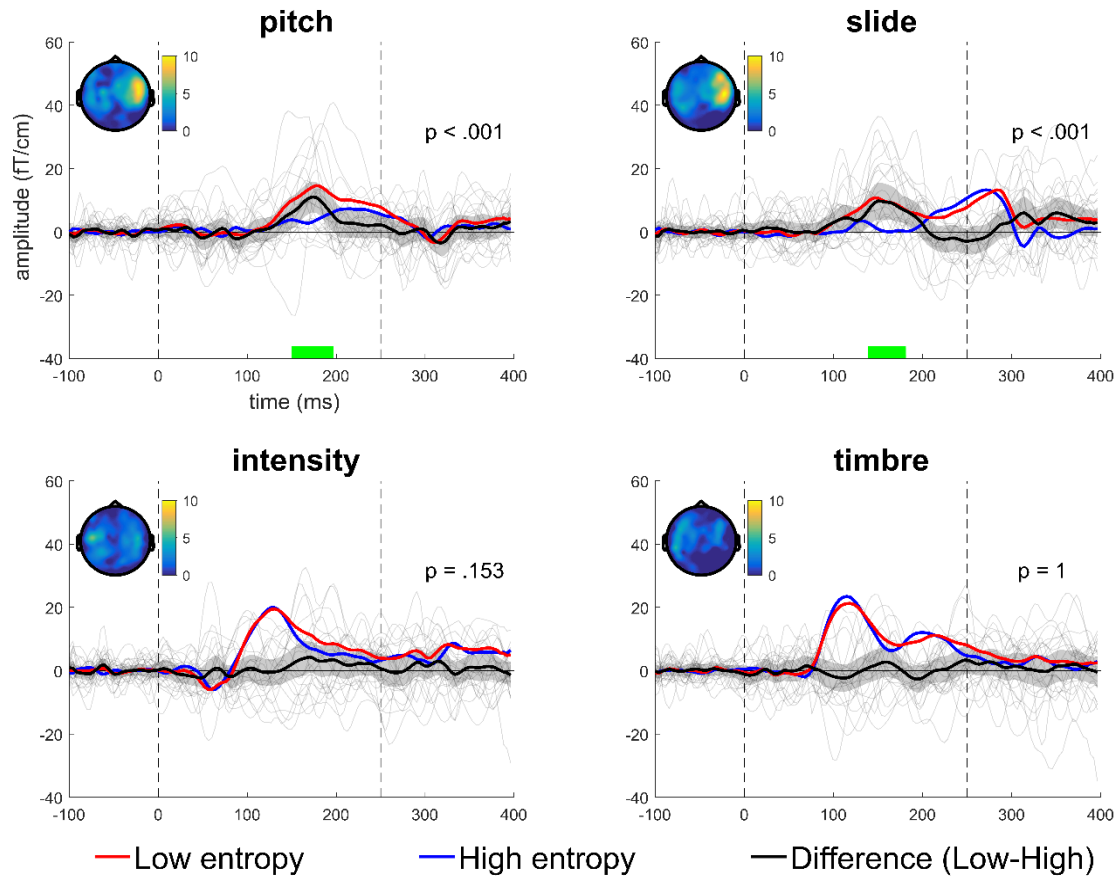 pitch
60
40
20
0
-20
-40
-100 0 100 200 300 400
amplitude (fT/cm)
time (ms)
10
5
0
p < .001
slide
60
40
20
0
-20
-40
-100 0 100 200 300 400
10
5
0
p < .001
intensity
60
40
20
0
-20
-40
-100 0 100 200 300 400
10
5
0
p = .153
timbre
60
40
20
0
-20
-40
-100 0 100 200 300 400
10
5
0
p = 1
Low entropy High entropy Difference (Low-High)